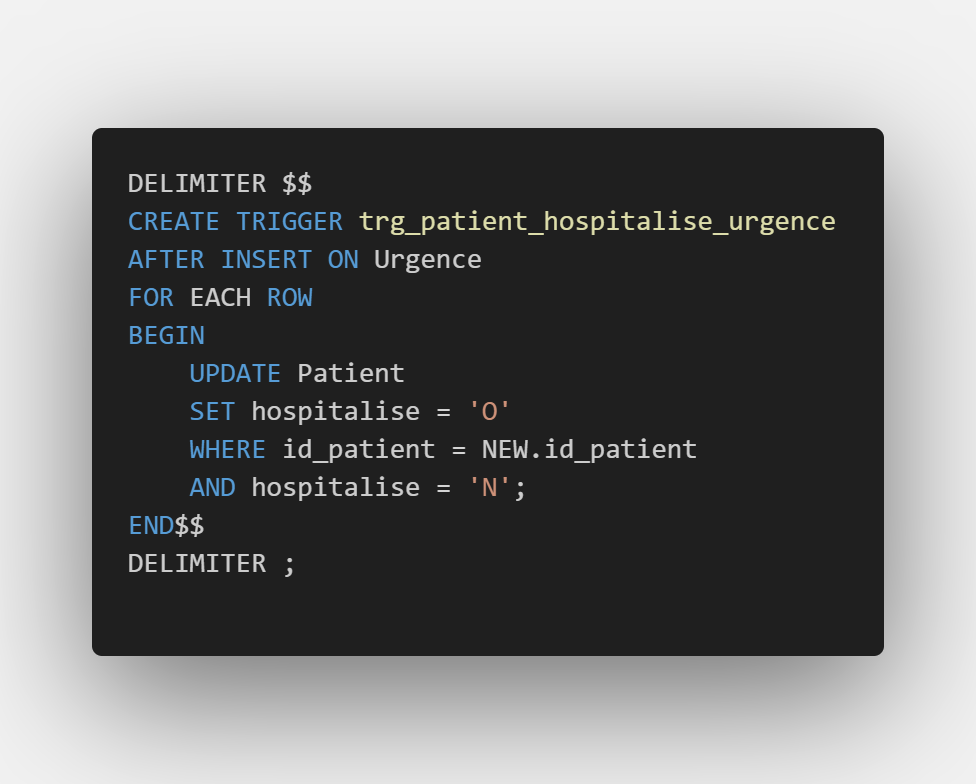 DELIMITER $$
CREATE TRIGGER trg_patient_hospitalise_urgence
AFTER INSERT ON Urgence
FOR EACH ROW
BEGIN
    UPDATE Patient
    SET hospitalise = 'O'
    WHERE id_patient = NEW.id_patient
    AND hospitalise = 'N';
END$$
DELIMITER ;